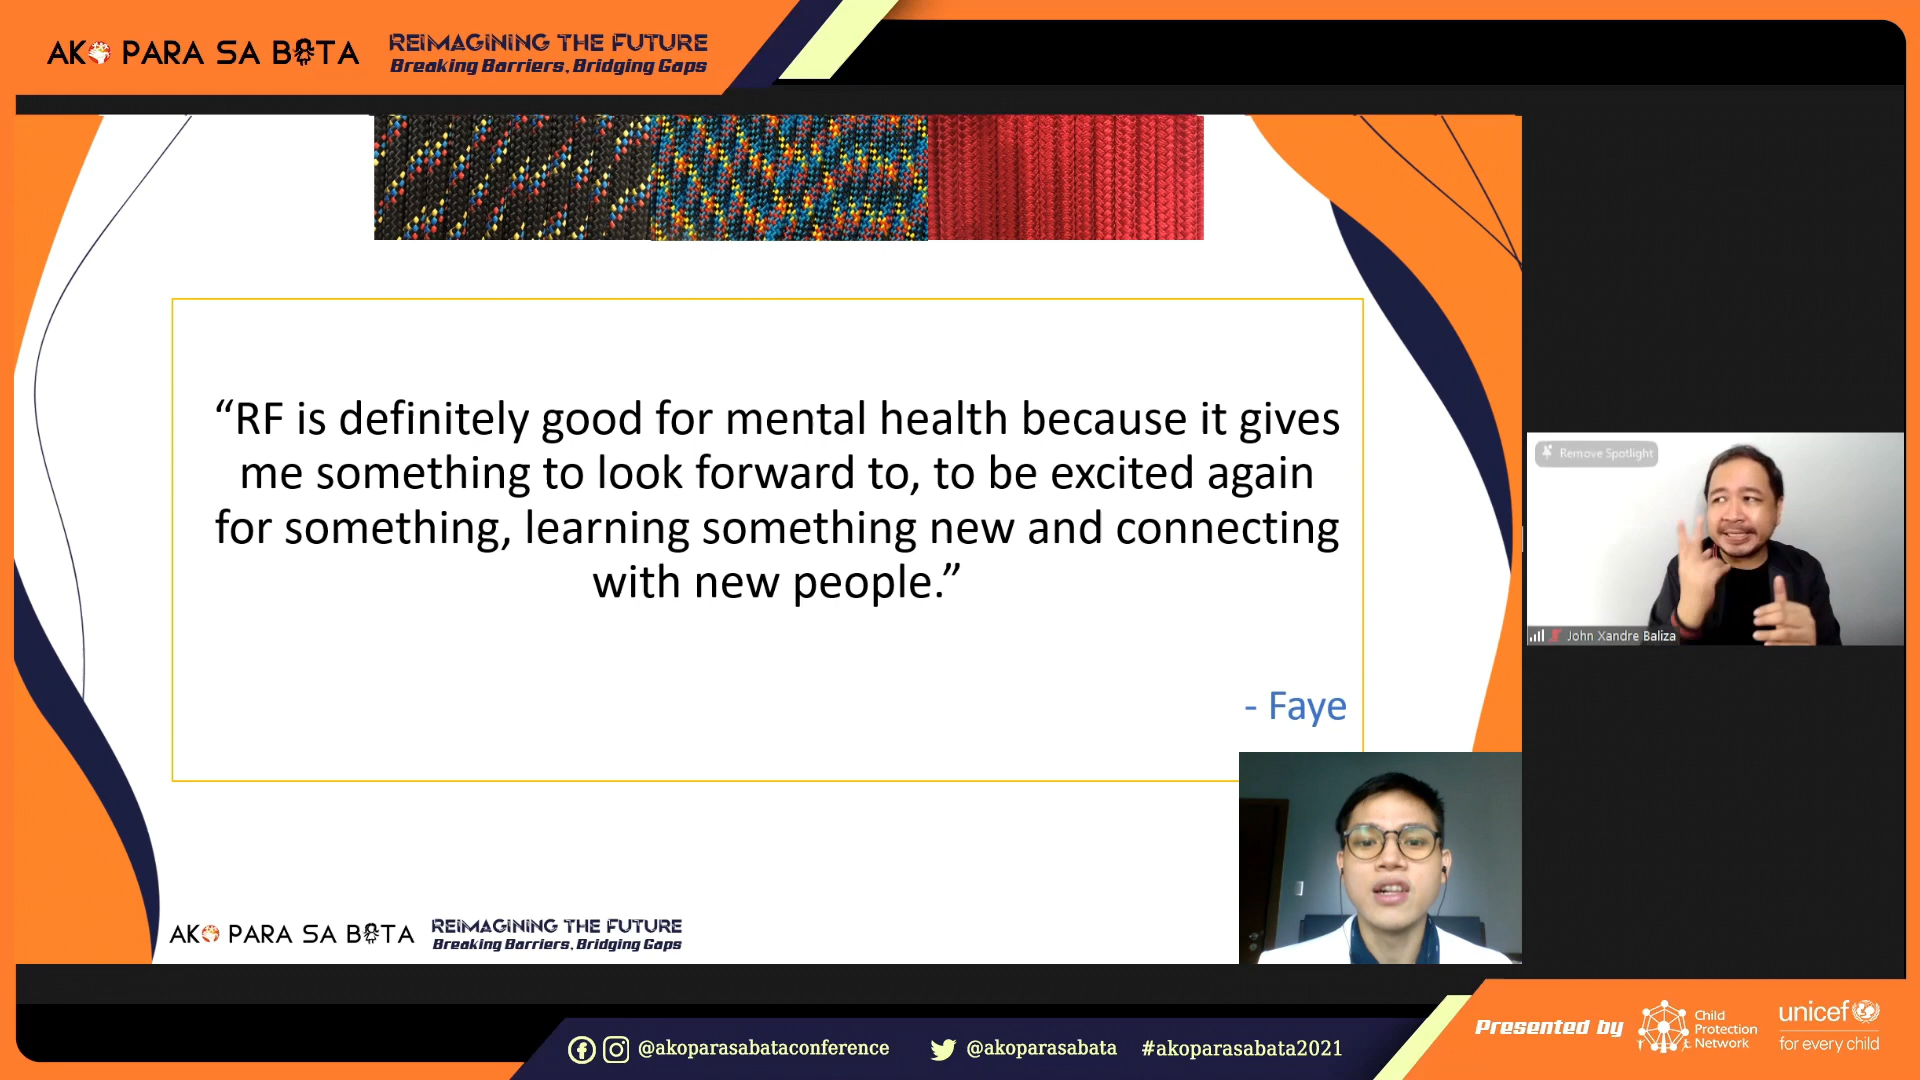 AKO PARA SA BATA
REIMAGINING THE FUTURE
Breaking Barriers, Bridging Gaps
“RF is definitely good for mental health because it gives
me something to look forward to, to be excited again
for something, learning something new and connecting
with new people.”
- Faye
Remove Spotlight
John Xandre Baliza
AKO PARA SA BATA
REIMAGINING THE FUTURE
Breaking Barriers, Bridging Gaps
@akoparasabataconference
@akoparasabata
#akoparasabata2021
Presented by
Child
Protection
Network
unicef
for every child